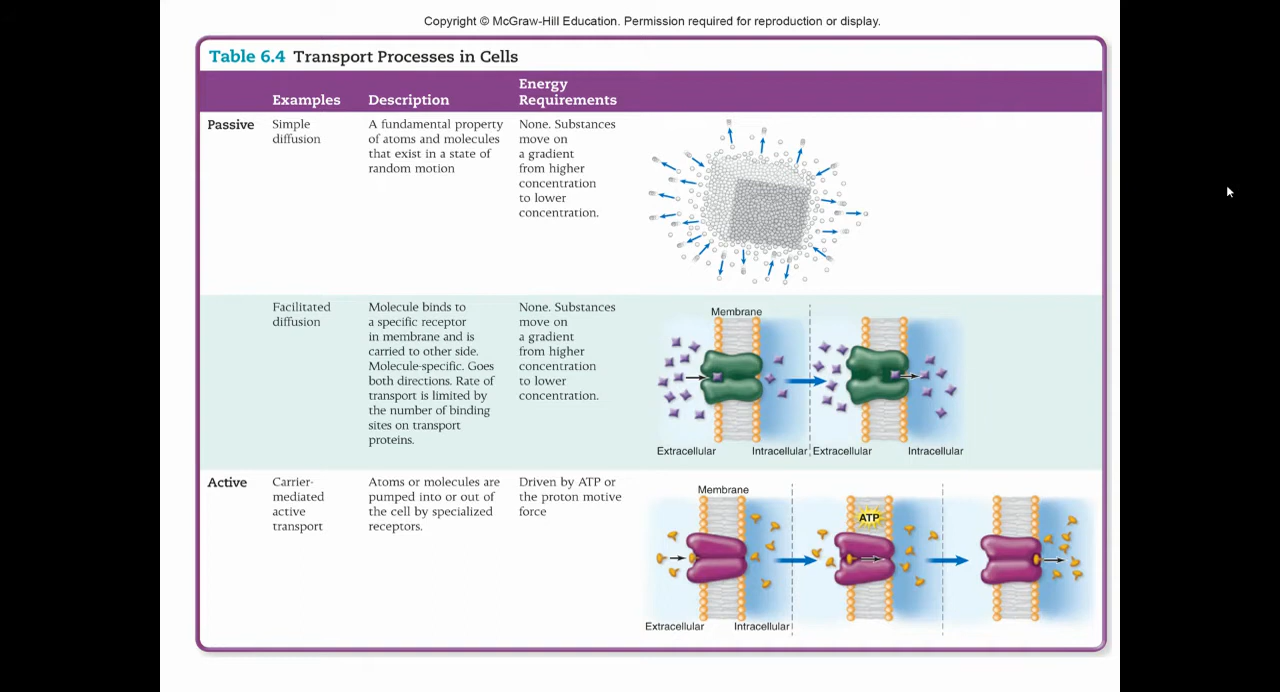 Copyright © McGraw-Hill Education. Permission required for reproduction or display.
Table 6.4 Transport Processes in Cells
Examples
Description
Energy
Requirements
Passive
Simple
diffusion
A fundamental property
of atoms and molecules
that exist in a state of
random motion
None. Substances
move on
a gradient
from higher
concentration
to lower
concentration.
Facilitated
diffusion
Molecule binds to
a specific receptor
in membrane and is
carried to other side.
Molecule-specific. Goes
both directions. Rate of
transport is limited by
the number of binding
sites on transport
proteins.
None. Substances
move on
a gradient
from higher
concentration
to lower
concentration.
Membrane
Extracellular
Intracellular
Extracellular
Intracellular
Active
Carrier-
mediated
active
transport
Atoms or molecules are
pumped into or out of
the cell by specialized
receptors.
Driven by ATP or
the proton motive
force
Membrane
ATP
Extracellular
Intracellular